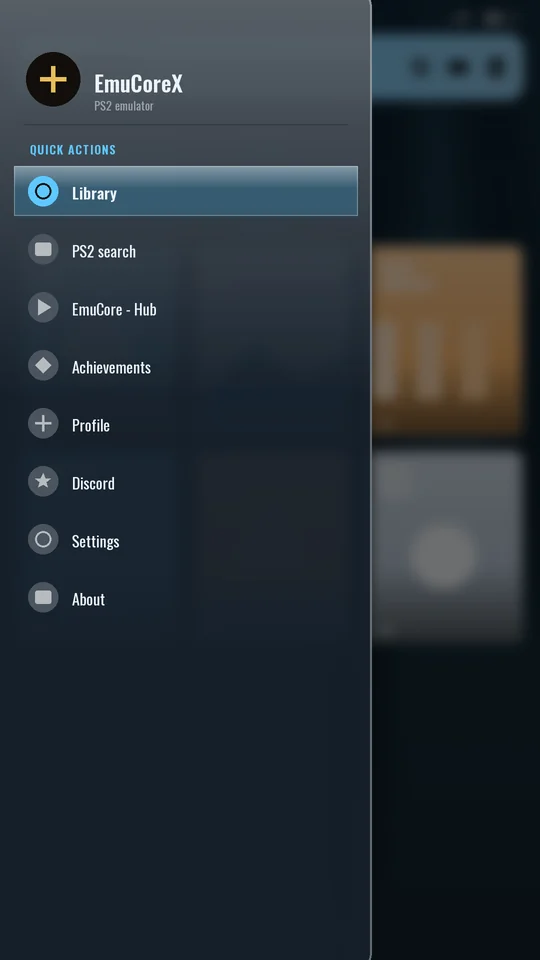 EmuCoreX
PS2 emulator
QUICK ACTIONS
Library
PS2 search
EmuCore - Hub
Achievements
Profile
Discord
Settings
About